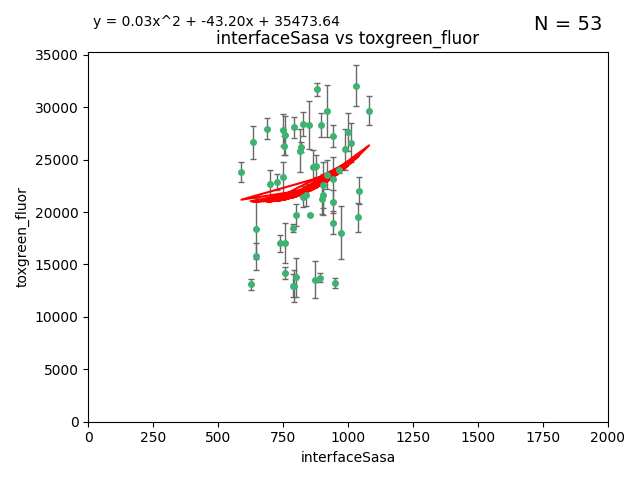 y = 0.03x^2 + -43.20x + 35473.64
N = 53
interfaceSasa vs toxgreen_fluor
35000
30000
25000
20000
15000
10000
5000
0
toxgreen_fluor
0 250 500 750 1000 1250 1500 1750 2000
interfaceSasa